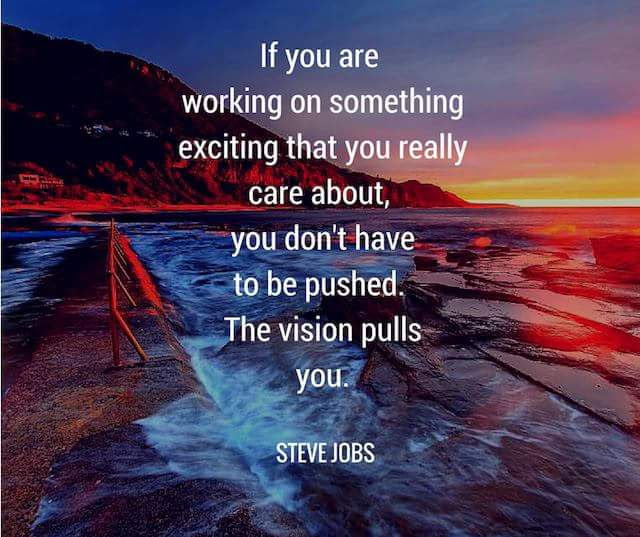 If you are
working on something
exciting that you really
care about,
you don't have
to be pushed.
The vision pulls
you.
STEVE JOBS